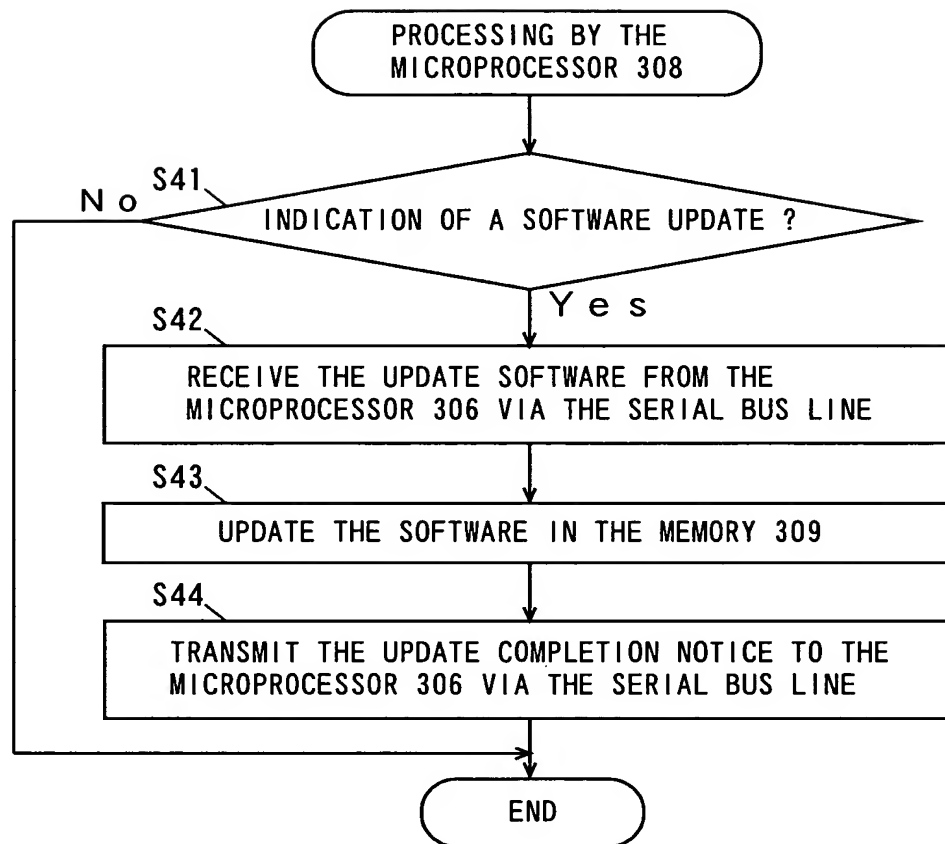 PROCESSING BY THE
MICROPROCESSOR 308
S41
No
INDICATION OF A SOFTWARE UPDATE ?
Yes
S42
RECEIVE THE UPDATE SOFTWARE FROM THE
MICROPROCESSOR 306 VIA THE SERIAL BUS LINE
S43
UPDATE THE SOFTWARE IN THE MEMORY 309
S44
TRANSMIT THE UPDATE COMPLETION NOTICE TO THE
MICROPROCESSOR 306 VIA THE SERIAL BUS LINE
END